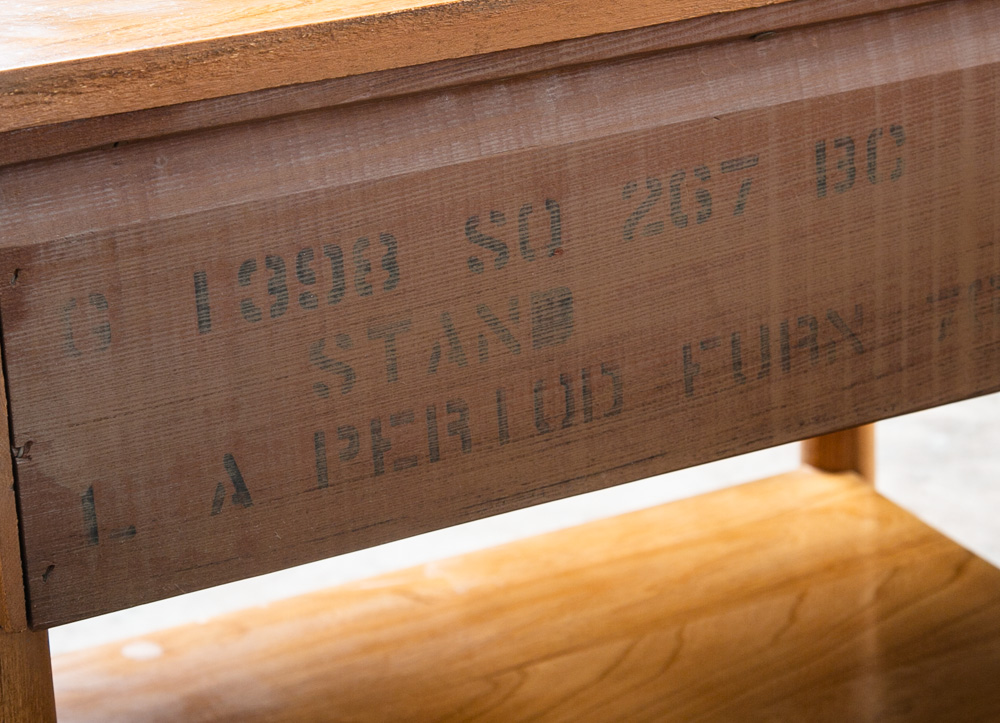 O 1398 SO 267 BC
STAND
L A PERIOD FURN